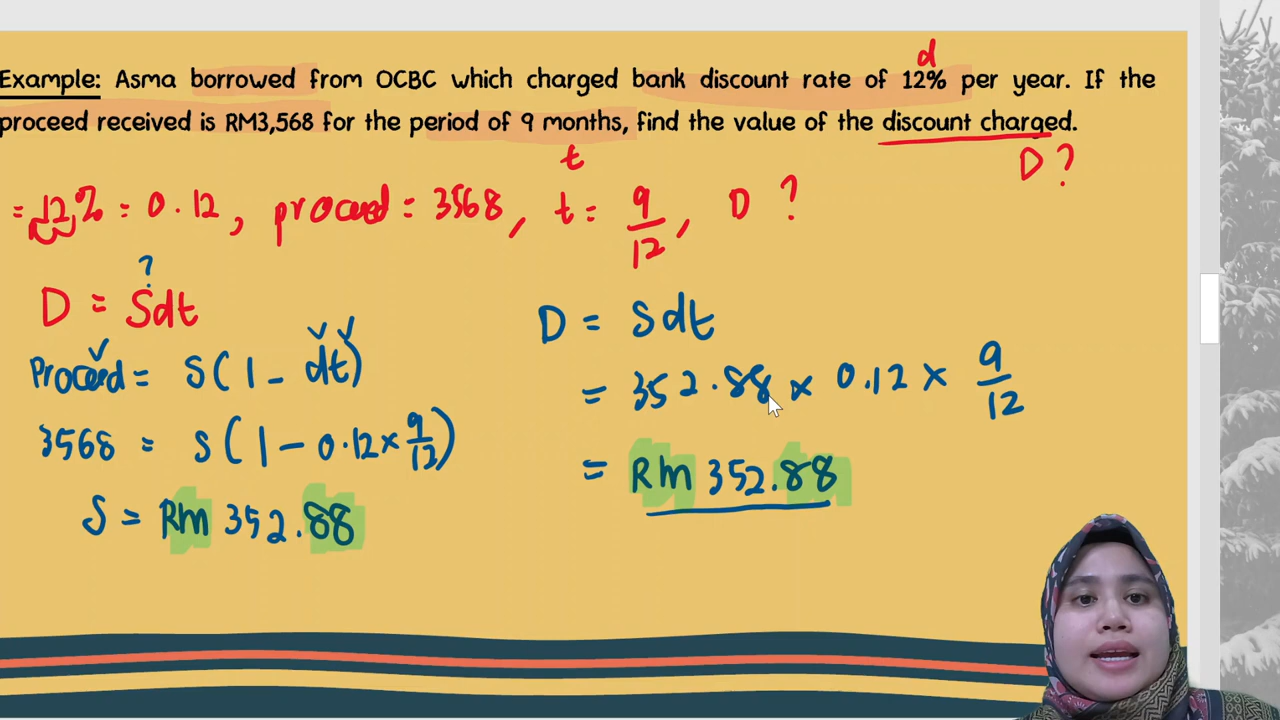 d
Example: Asma borrowed from OCBC which charged bank discount rate of 12% per year. If the
proceed received is RM3,568 for the period of 9 months, find the value of the discount charged.
t
D ?
= 12% = 0.12, proceed = 3568, t = 9/12, D ?
?
D = Sdt
Proceed = S(1 - dt)
3568 = S(1 - 0.12 × 9/12)
S = Rm 352.88
D = Sdt
= 352.88 × 0.12 × 9/12
= Rm 352.88